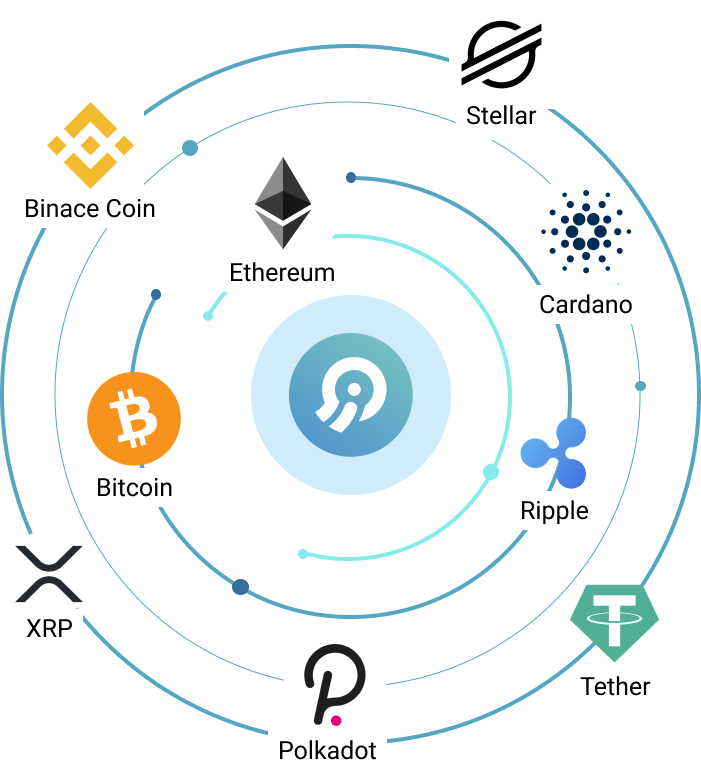 Stellar
Binace Coin
Ethereum
Cardano
Bitcoin
Ripple
XRP
Tether
Polkadot